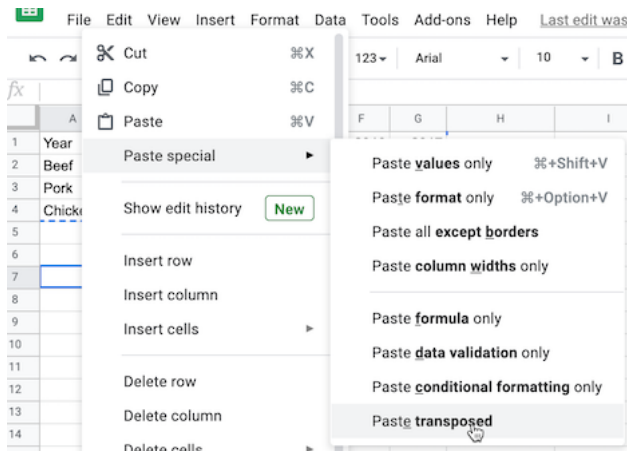 File Edit View Insert Format Data Tools Add-ons Help Last edit was
Cut ⌘X
123 Arial 10 B
Copy ⌘C
fx
Paste ⌘V
A F G H I
Paste special
1 Year
Paste values only ⌘+Shift+V
2 Beef
3 Pork
Paste format only ⌘+Option+V
Show edit history New
4 Chicke
5
Paste all except borders
6
Insert row
Paste column widths only
7
8
Insert column
9
Insert cells
Paste formula only
10
11
Paste data validation only
12
Delete row
Paste conditional formatting only
13
Delete column
Paste transposed
14
Delete cells